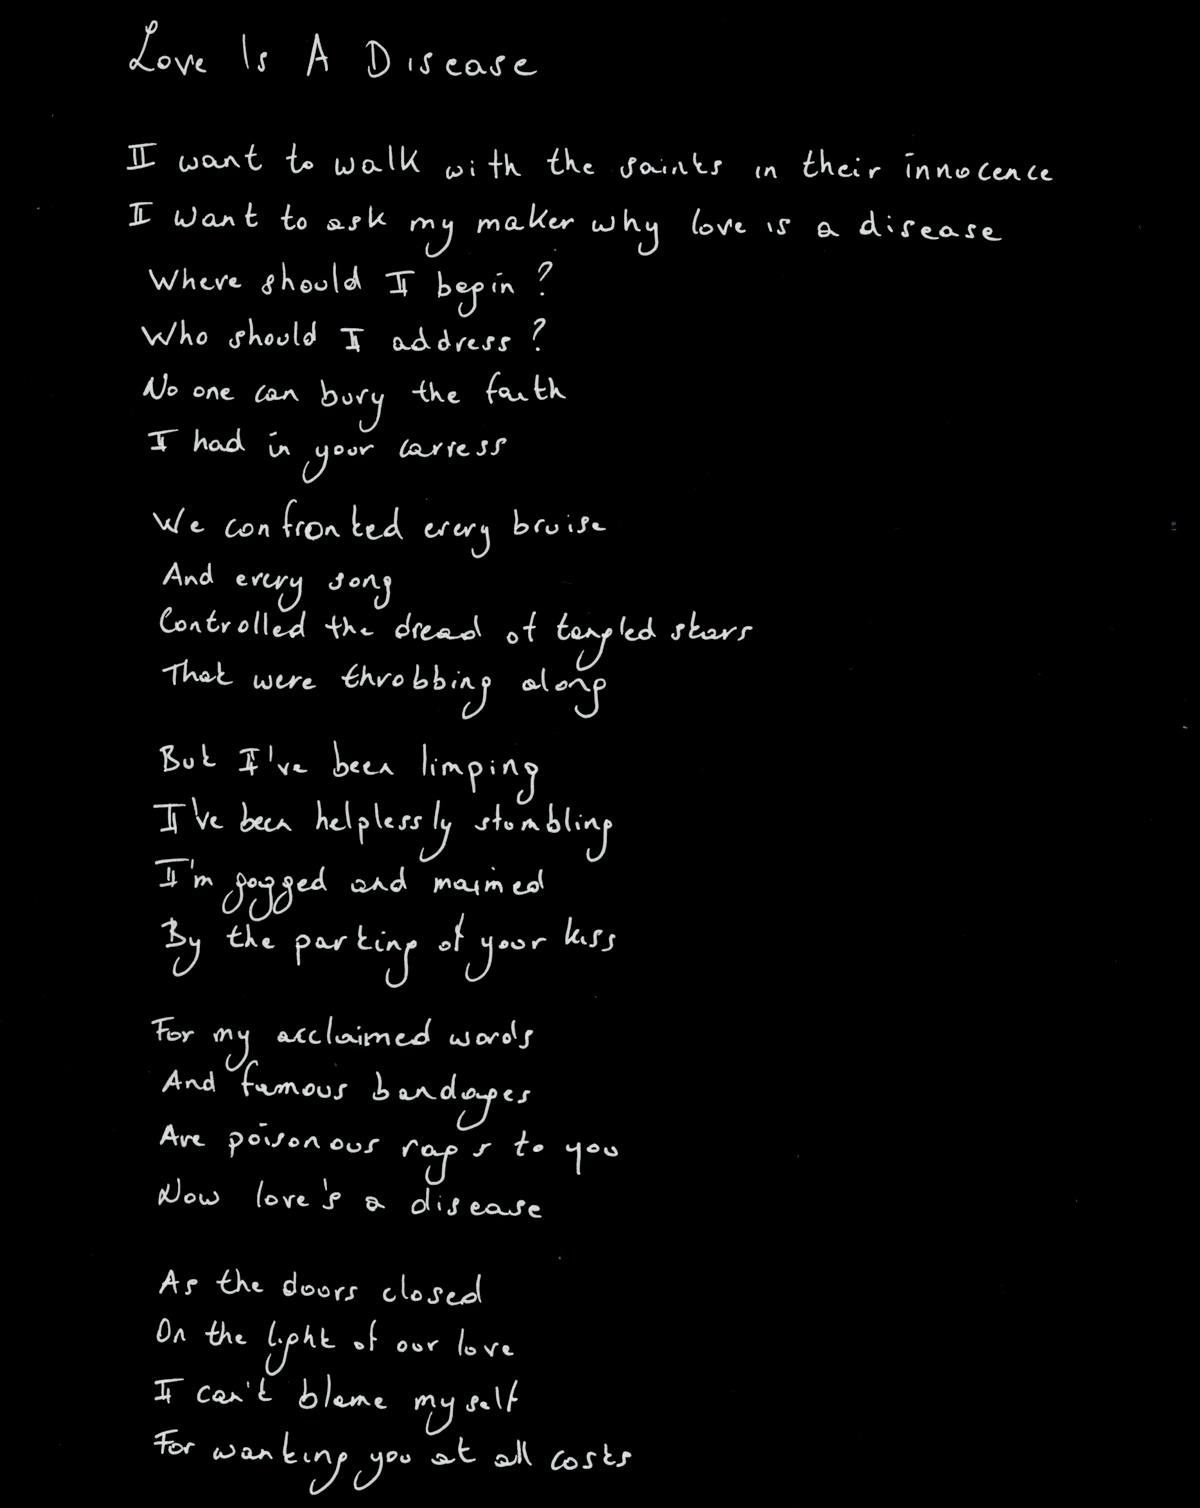 Love Is A Disease
I want to walk with the saints in their innocence
I want to ask my maker why love is a disease
Where should I begin?
Who should I address?
No one can bury the faith
I had in your carress
We confronted every bruise
And every song
Controlled the dread of tangled stars
That were throbbing along
But I've been limping
I've been helplessly stumbling
I'm gagged and maimed
By the parting of your kiss
For my acclaimed words
And famous bandages
Are poisonous rags to you
Now love's a disease
As the doors closed
On the light of our love
I can't blame myself
For wanting you at all costs